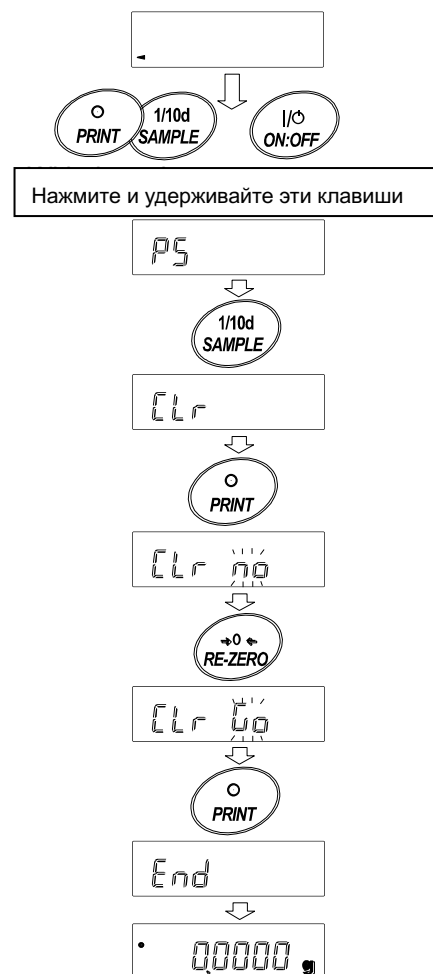 PRINT
1/10d
SAMPLE
I/⏻
ON:OFF
Нажмите и удерживайте эти клавиши
PS
1/10d
SAMPLE
CLr
PRINT
CLr no
→0←
RE-ZERO
CLr Go
PRINT
End
0.0000 g